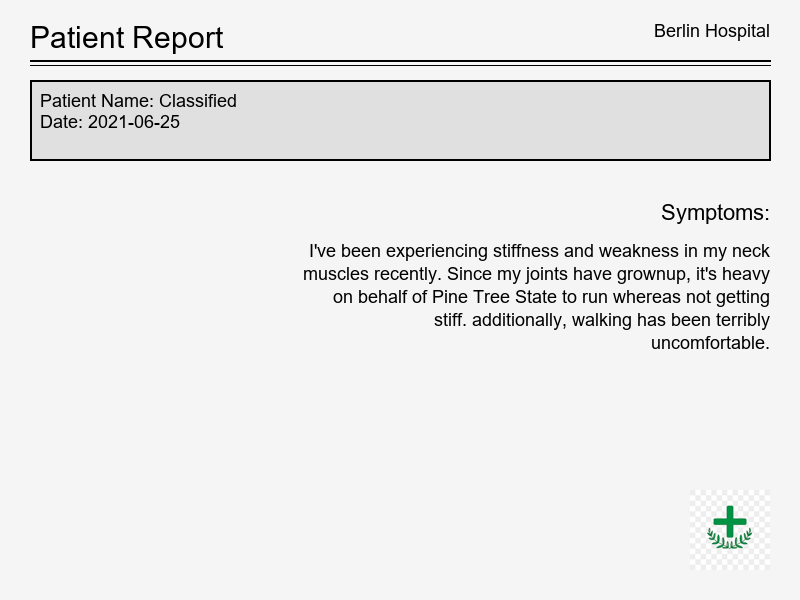 Patient Report
Berlin Hospital
Patient Name: Classified
Date: 2021-06-25
Symptoms:
I've been experiencing stiffness and weakness in my neck
muscles recently. Since my joints have grownup, it's heavy
on behalf of Pine Tree State to run whereas not getting
stiff. additionally, walking has been terribly
uncomfortable.